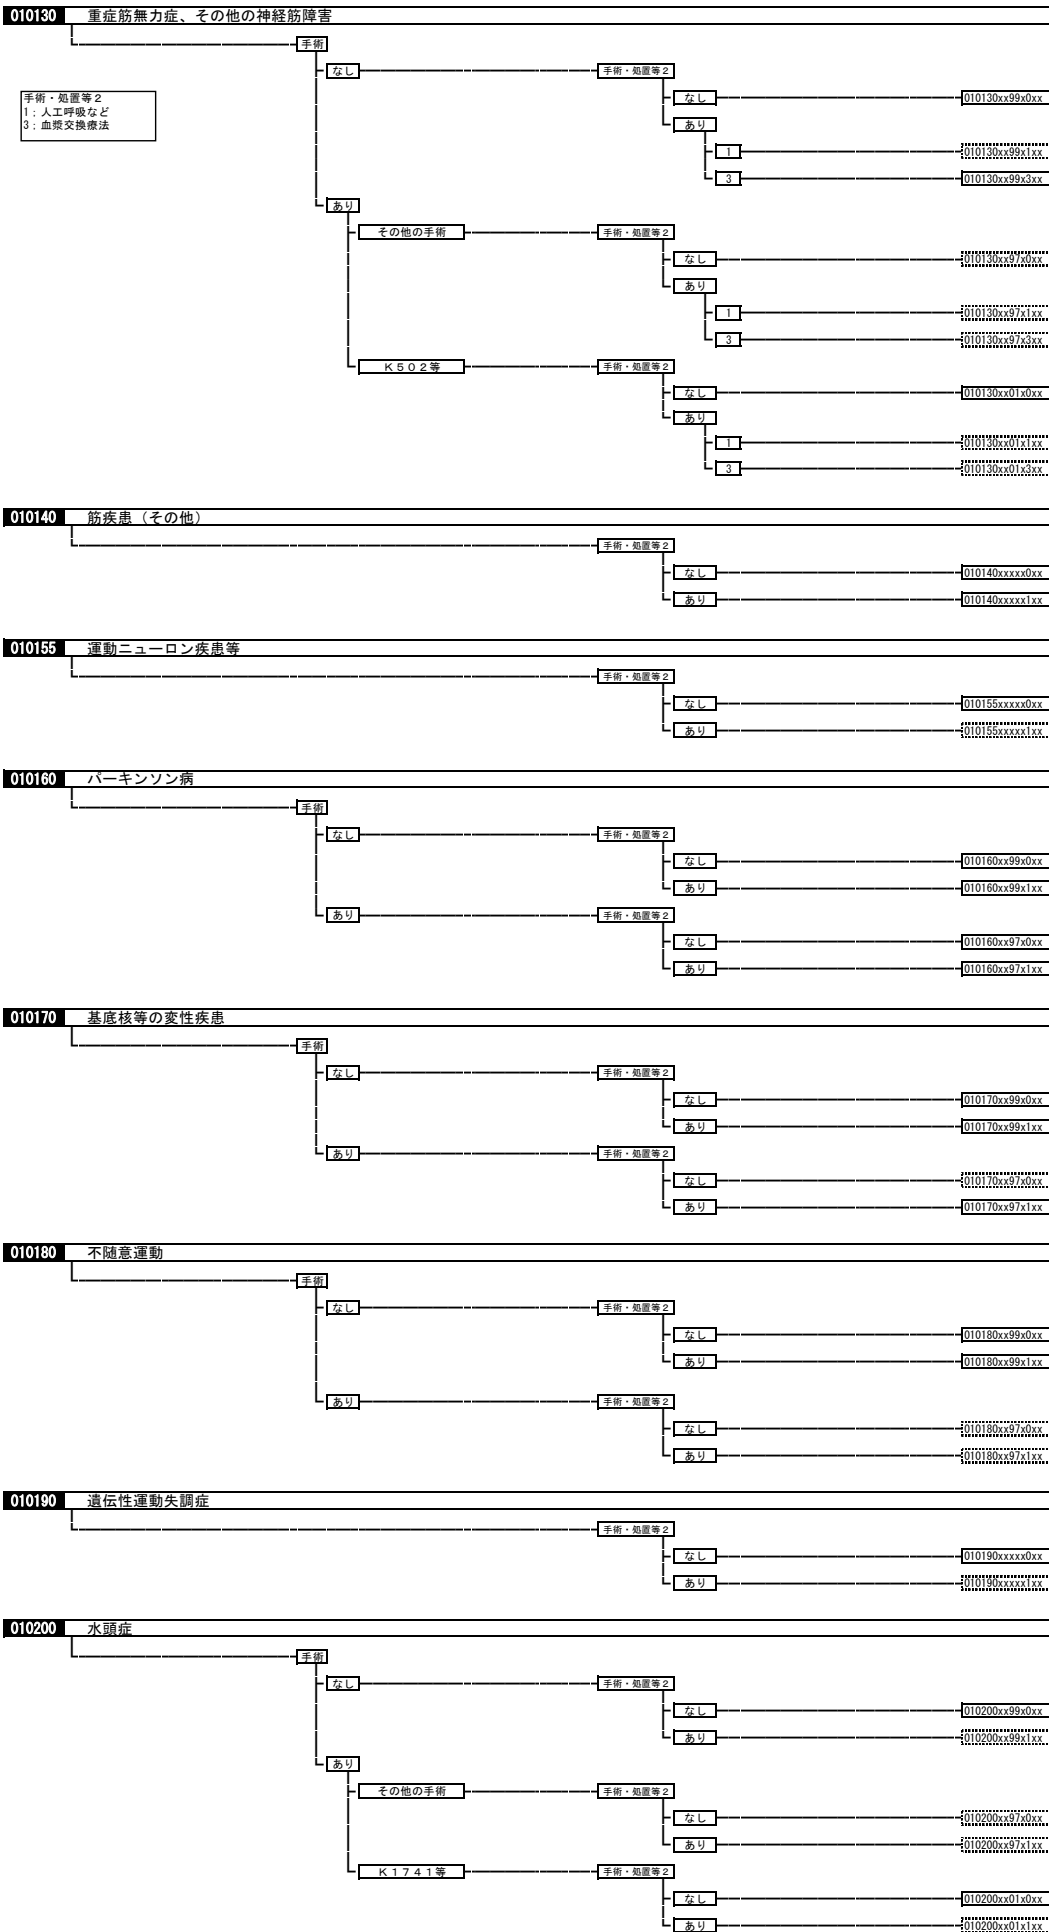 010130 重症筋無力症、その他の神経筋障害
手術
なし 手術・処置等２
手術・処置等２
1；人工呼吸など
3；血漿交換療法
なし 010130xx99x0xx
あり
1 010130xx99x1xx
3 010130xx99x3xx
あり
その他の手術 手術・処置等２
なし 010130xx97x0xx
あり
1 010130xx97x1xx
3 010130xx97x3xx
Ｋ５０２等 手術・処置等２
なし 010130xx01x0xx
あり
1 010130xx01x1xx
3 010130xx01x3xx
010140 筋疾患（その他）
手術・処置等２
なし 010140xxxxx0xx
あり 010140xxxxx1xx
010155 運動ニューロン疾患等
手術・処置等２
なし 010155xxxxx0xx
あり 010155xxxxx1xx
010160 パーキンソン病
手術
なし 手術・処置等２
なし 010160xx99x0xx
あり 010160xx99x1xx
あり 手術・処置等２
なし 010160xx97x0xx
あり 010160xx97x1xx
010170 基底核等の変性疾患
手術
なし 手術・処置等２
なし 010170xx99x0xx
あり 010170xx99x1xx
あり 手術・処置等２
なし 010170xx97x0xx
あり 010170xx97x1xx
010180 不随意運動
手術
なし 手術・処置等２
なし 010180xx99x0xx
あり 010180xx99x1xx
あり 手術・処置等２
なし 010180xx97x0xx
あり 010180xx97x1xx
010190 遺伝性運動失調症
手術・処置等２
なし 010190xxxxx0xx
あり 010190xxxxx1xx
010200 水頭症
手術
なし 手術・処置等２
なし 010200xx99x0xx
あり 010200xx99x1xx
あり
その他の手術 手術・処置等２
なし 010200xx97x0xx
あり 010200xx97x1xx
Ｋ１７４１等 手術・処置等２
なし 010200xx01x0xx
あり 010200xx01x1xx